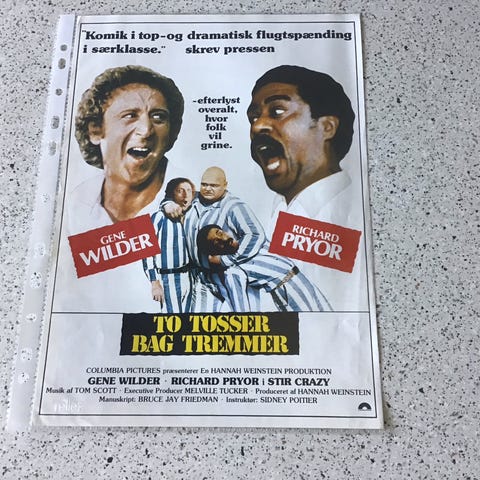 "Komik i top-og dramatisk flugtspænding
i særklasse." skrev pressen
-efterlyst
overalt,
hvor
folk
vil
grine.
GENE
WILDER
RICHARD
PRYOR
TO TOSSER
BAG TREMMER
COLUMBIA PICTURES præsenterer En HANNAH WEINSTEIN PRODUKTION
GENE WILDER · RICHARD PRYOR i STIR CRAZY
Musik af TOM SCOTT · Executive Producer MELVILLE TUCKER · Produceret af HANNAH WEINSTEIN
Manuskript: BRUCE JAY FRIEDMAN · Instruktør: SIDNEY POITIER